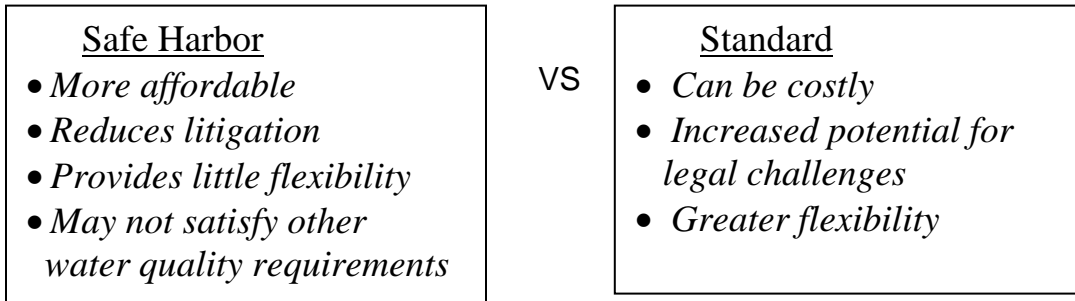 Safe Harbor
• More affordable
• Reduces litigation
• Provides little flexibility
• May not satisfy other
water quality requirements
VS
Standard
• Can be costly
• Increased potential for
legal challenges
• Greater flexibility